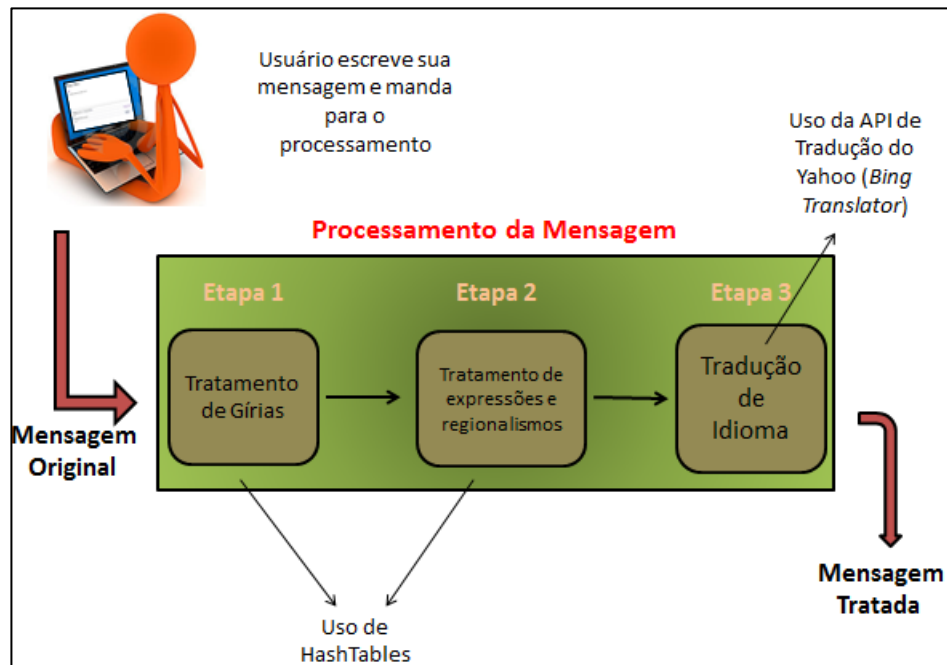 Usuário escreve sua
mensagem e manda
para o
processamento
Uso da API de
Tradução do
Yahoo (Bing
Translator)
Processamento da Mensagem
Etapa 1
Etapa 2
Etapa 3
Tratamento
de Gírias
Tratamento de
expressões e
regionalismos
Tradução
de
Idioma
Mensagem
Original
Mensagem
Tratada
Uso de
HashTables